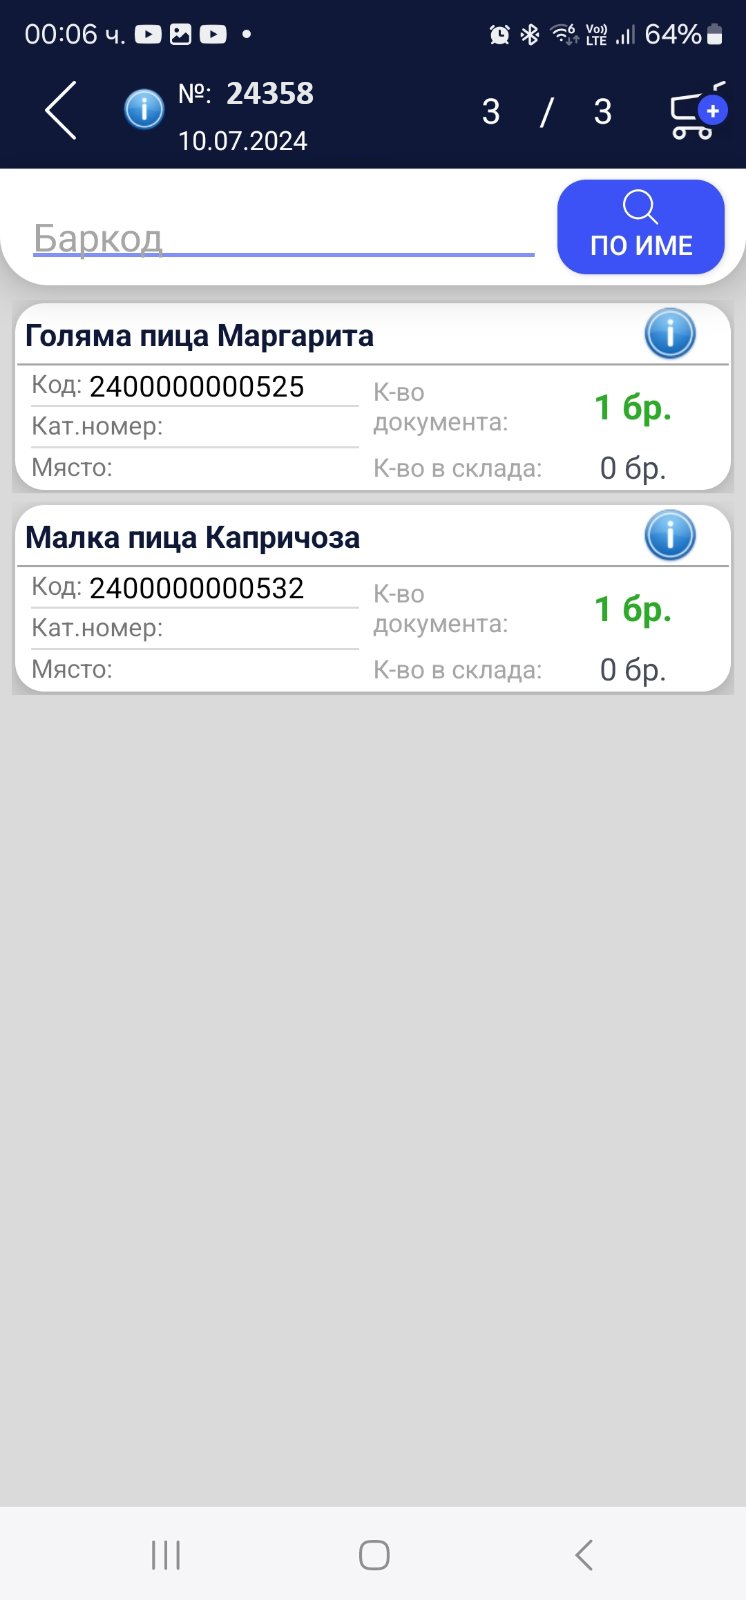 00:06 ч. 64%
№: 24358
10.07.2024
3 / 3
Баркод
ПО ИМЕ
Голяма пица Маргарита
Код: 2400000000525
Кат.номер:
Място:
К-во
документа:
1 бр.
К-во в склада: 0 бр.
Малка пица Капричоза
Код: 2400000000532
Кат.номер:
Място:
К-во
документа:
1 бр.
К-во в склада: 0 бр.